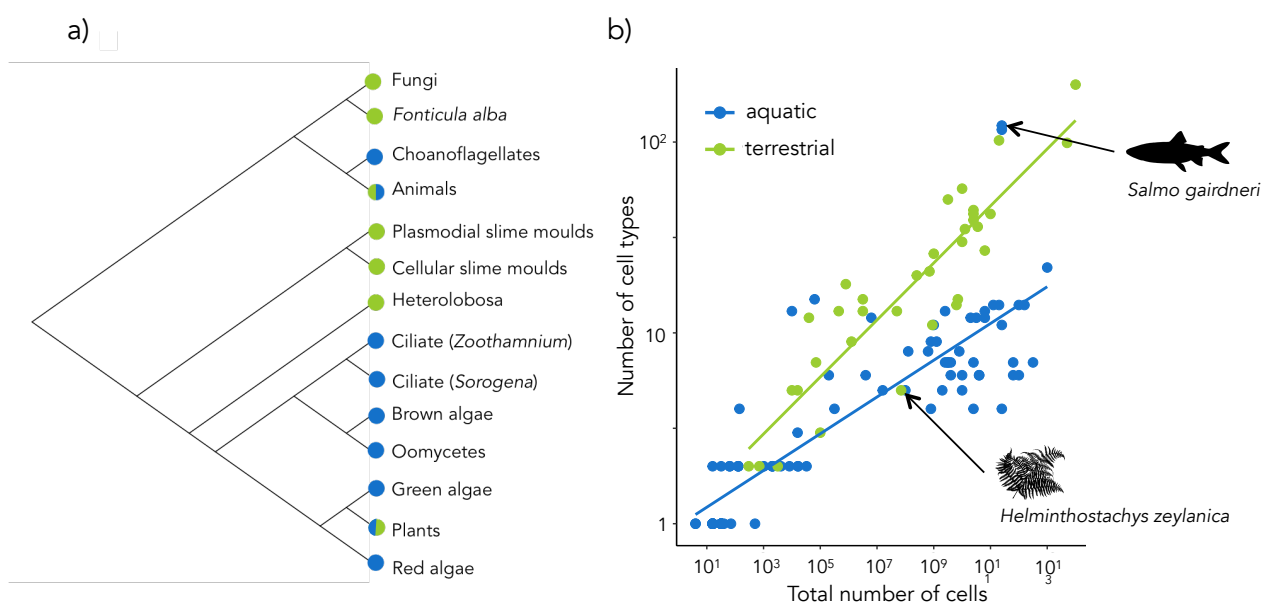 a)
Fungi
Fonticula alba
Choanoflagellates
Animals
Plasmodial slime moulds
Cellular slime moulds
Heterolobosa
Ciliate (Zoothamnium)
Ciliate (Sorogena)
Brown algae
Oomycetes
Green algae
Plants
Red algae
b)
aquatic
terrestrial
Number of cell types
10²
10
1
Salmo gairdneri
Helminthostachys zeylanica
10¹ 10³ 10⁵ 10⁷ 10⁹ 10¹ 10¹
1 3
Total number of cells